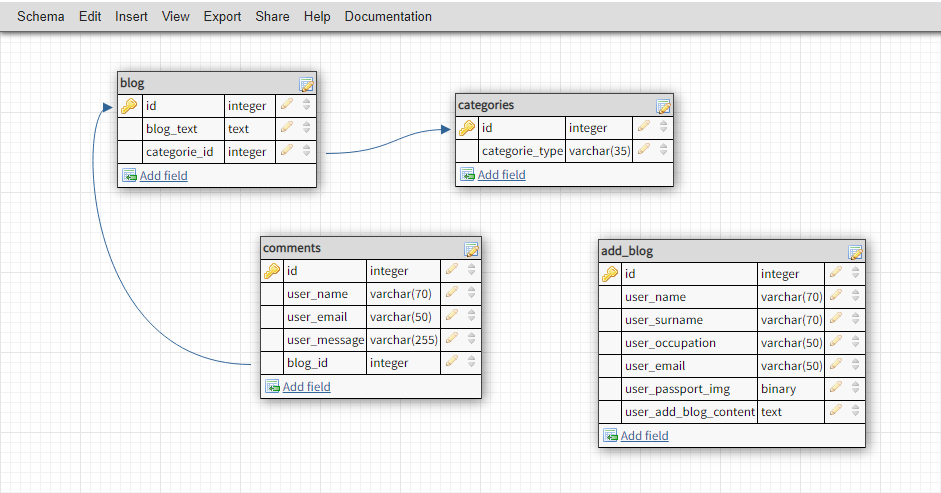 Schema Edit Insert View Export Share Help Documentation
blog
id integer
blog_text text
categorie_id integer
Add field
categories
id integer
categorie_type varchar(35)
Add field
comments
id integer
user_name varchar(70)
user_email varchar(50)
user_message varchar(255)
blog_id integer
Add field
add_blog
id integer
user_name varchar(70)
user_surname varchar(70)
user_occupation varchar(50)
user_email varchar(50)
user_passport_img binary
user_add_blog_content text
Add field